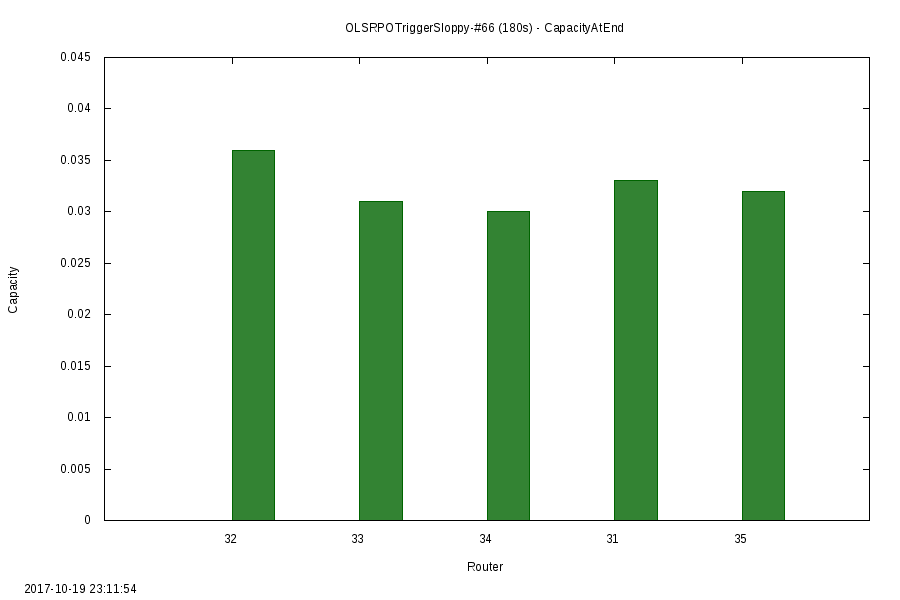 OLSRPOTriggerSloppy-#66 (180s) - CapacityAtEnd
0.045
0.04
0.035
0.03
0.025
0.02
0.015
0.01
0.005
0
Capacity
32 33 34 31 35
Router
2017-10-19 23:11:54